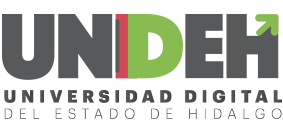 UNIDEH
UNIVERSIDAD DIGITAL
DEL ESTADO DE HIDALGO